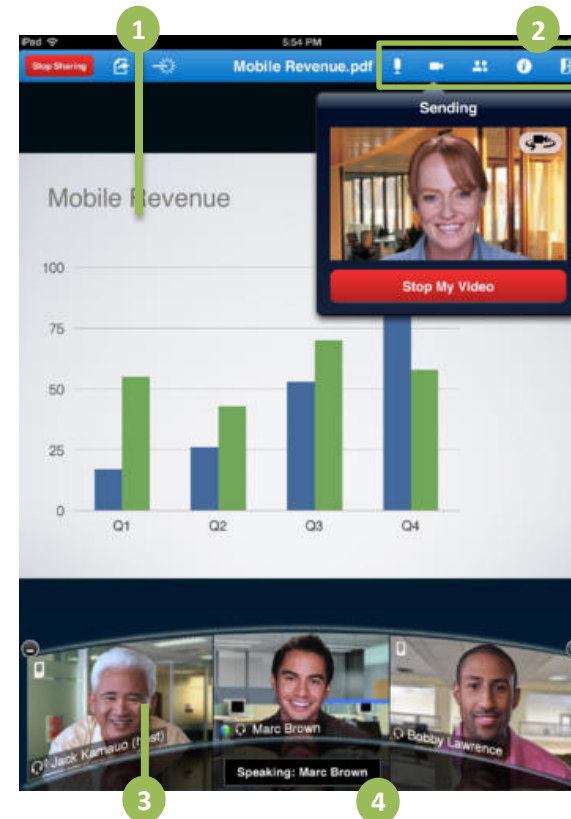 1
2
iPad 5:54 PM
Stop Sharing Mobile Revenue.pdf
Sending
Stop My Video
Mobile Revenue
100
75
50
25
0
Q1 Q2 Q3 Q4
Jack Kamauo (host)
Marc Brown
Bobby Lawrence
Speaking: Marc Brown
3
4